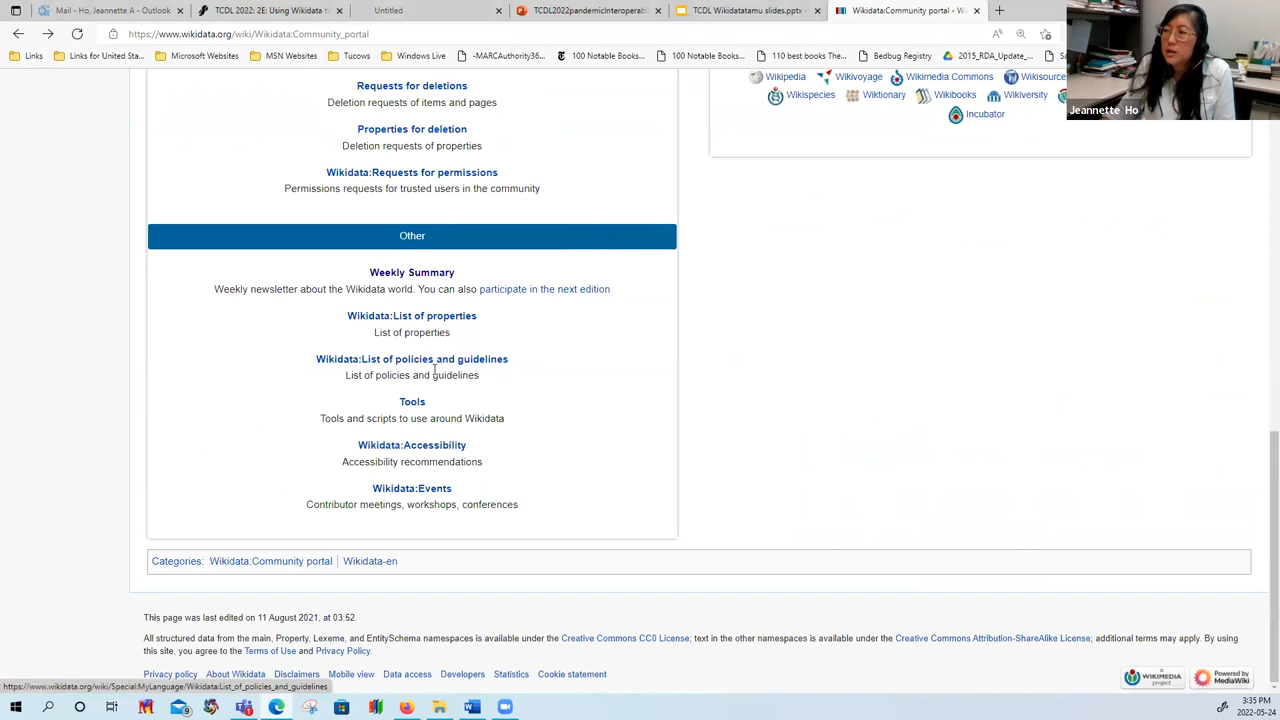 Mail - Ho, Jeannette A - Outlook
TCDL 2022: 2E: Using Wikidata t
Untitled
TCDL2022pandemicinteroperab
TCDL Wikidatatamu slides.pptx -
Wikidata:Community portal - Wi
https://www.wikidata.org/wiki/Wikidata:Community_portal
Links
Links for United Sta...
Microsoft Websites
MSN Websites
Tucows
Windows Live
~MARCAuthority36...
100 Notable Books...
100 Notable Books...
110 best books (The...
Bedbug Registry
2015_RDA_Update_...
Jeannette Ho
Requests for deletions
Deletion requests of items and pages
Properties for deletion
Deletion requests of properties
Wikidata:Requests for permissions
Permissions requests for trusted users in the community
Other
Weekly Summary
Weekly newsletter about the Wikidata world. You can also participate in the next edition
Wikidata:List of properties
List of properties
Wikidata:List of policies and guidelines
List of policies and guidelines
Tools
Tools and scripts to use around Wikidata
Wikidata:Accessibility
Accessibility recommendations
Wikidata:Events
Contributor meetings, workshops, conferences
Wikipedia
Wikivoyage
Wikimedia Commons
Wikisource
Wikispecies
Wiktionary
Wikibooks
Wikiversity
Incubator
Categories: Wikidata:Community portal | Wikidata-en
This page was last edited on 11 August 2021, at 03:52.
All structured data from the main, Property, Lexeme, and EntitySchema namespaces is available under the Creative Commons CC0 License; text in the other namespaces is available under the Creative Commons Attribution-ShareAlike License; additional terms may apply. By using
this site, you agree to the Terms of Use and Privacy Policy.
Privacy policy
About Wikidata
Disclaimers
Mobile view
Data access
Developers
Statistics
Cookie statement
WIKIMEDIA
project
Powered by
MediaWiki
https://www.wikidata.org/wiki/Special:MyLanguage/Wikidata:List_of_policies_and_guidelines
3:35 PM
2022-05-24